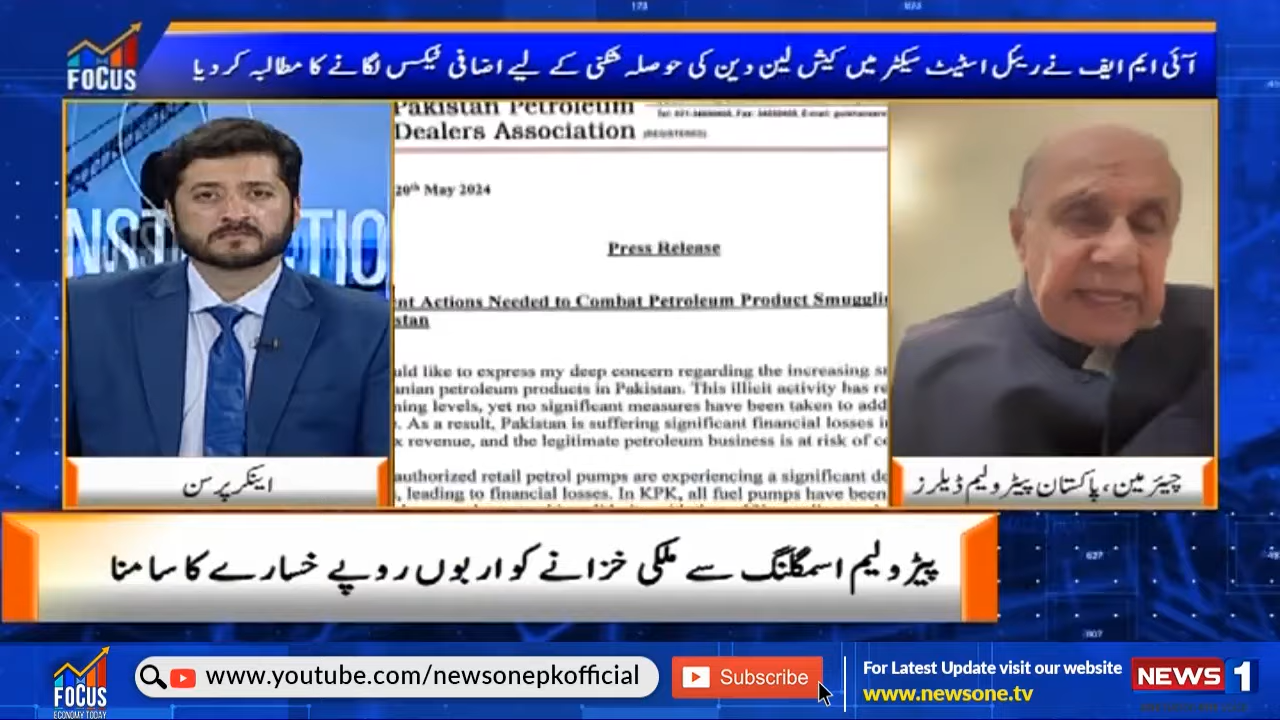 FOCUS
آئی ایم ایف نے رئیل اسٹیٹ سیکٹر میں کیش لین دین کی حوصلہ شکنی کے لیے اضافی ٹیکس لگانے کا مطالبہ کر دیا
Pakistan Petroleum
Dealers Association (REGISTERED)
20th May 2024
Press Release
nt Actions Needed to Combat Petroleum Product Smuggli
stan
uld like to express my deep concern regarding the increasing s
anian petroleum products in Pakistan. This illicit activity has re
ning levels, yet no significant measures have been taken to add
. As a result, Pakistan is suffering significant financial losses i
x revenue, and the legitimate petroleum business is at risk of c
authorized retail petrol pumps are experiencing a significant de
, leading to financial losses. In KPK, all fuel pumps have been
اینکر پرسن
چیئرمین، پاکستان پیٹرولیم ڈیلرز
پیٹرولیم اسمگلنگ سے ملکی خزانے کو اربوں روپے خسارے کا سامنا
FOCUS
ECONOMY TODAY
www.youtube.com/newsonepkofficial
Subscribe
For Latest Update visit our website
www.newsone.tv
NEWS 1